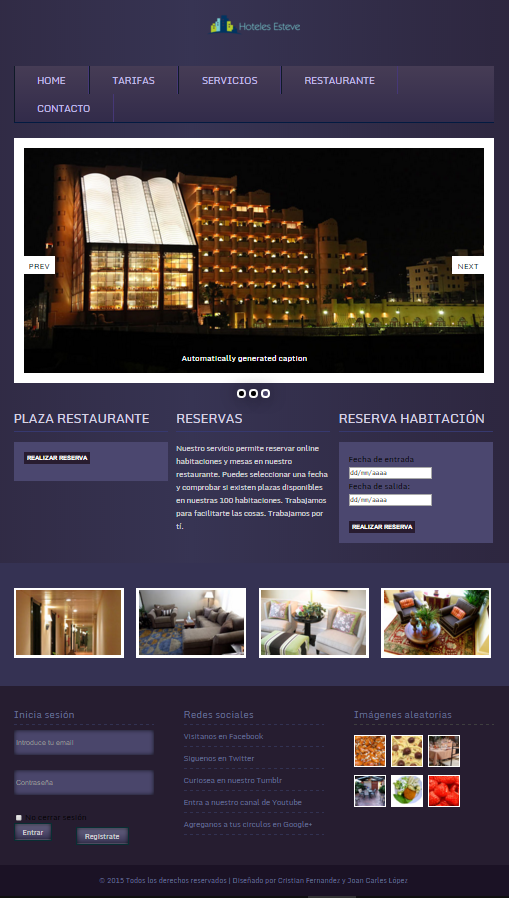 Hoteles Esteve
HOME TARIFAS SERVICIOS RESTAURANTE
CONTACTO
PREV
NEXT
Automatically generated caption
PLAZA RESTAURANTE
REALIZAR RESERVA
RESERVAS
Nuestro servicio permite reservar online
habitaciones y mesas en nuestro
restaurante. Puedes seleccionar una fecha
y comprobar si existen plazas disponibles
en nuestras 100 habitaciones. Trabajamos
para facilitarte las cosas. Trabajamos por
ti.
RESERVA HABITACIÓN
Fecha de entrada
dd/mm/aaaa
Fecha de salida:
dd/mm/aaaa
REALIZAR RESERVA
Inicia sesión
Introduce tu email
Contraseña
No cerrar sesión
Entrar
Registrate
Redes sociales
Visitanos en Facebook
Siguenos en Twitter
Curiosea en nuestro Tumblr
Entra a nuestro canal de Youtube
Agreganos a tus circulos en Google+
Imágenes aleatorias
© 2015 Todos los derechos reservados | Diseñado por Cristian Fernandez y Joan Carles López